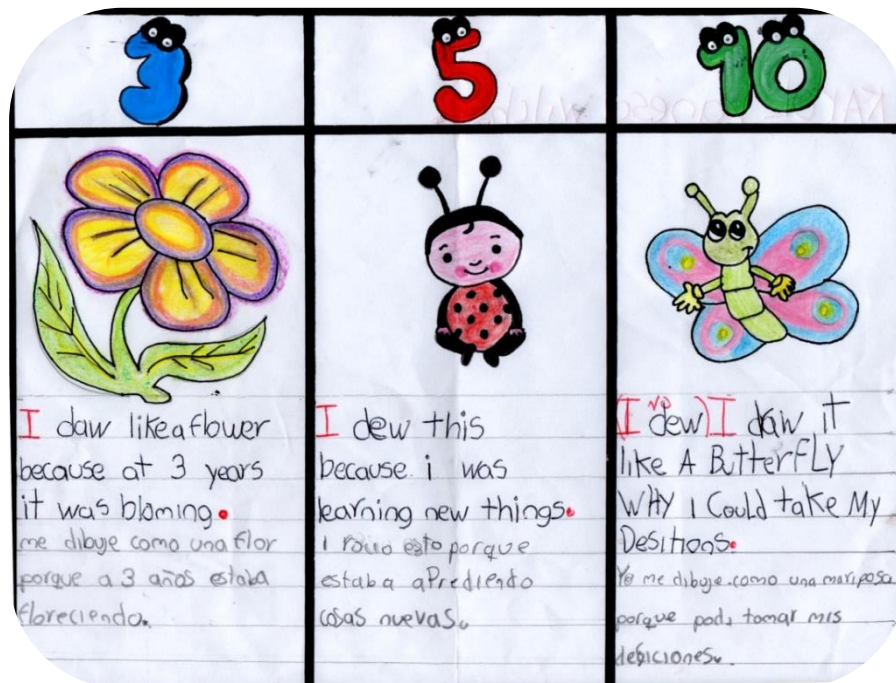 3
5
10
I daw like a flower
because at 3 years
it was bloming.
me dibuje como una flor
porque a 3 años estaba
floreciendo.
I dew this
because i was
learning new things.
esto porque
estaba aPrediendo
cosas nuevas.
(I no dew) I daw it
like A ButterFLY
WHY I Could take My
Desitions.
Yo me dibuje como una mariposa
porque pode tomar mis
desiciones.